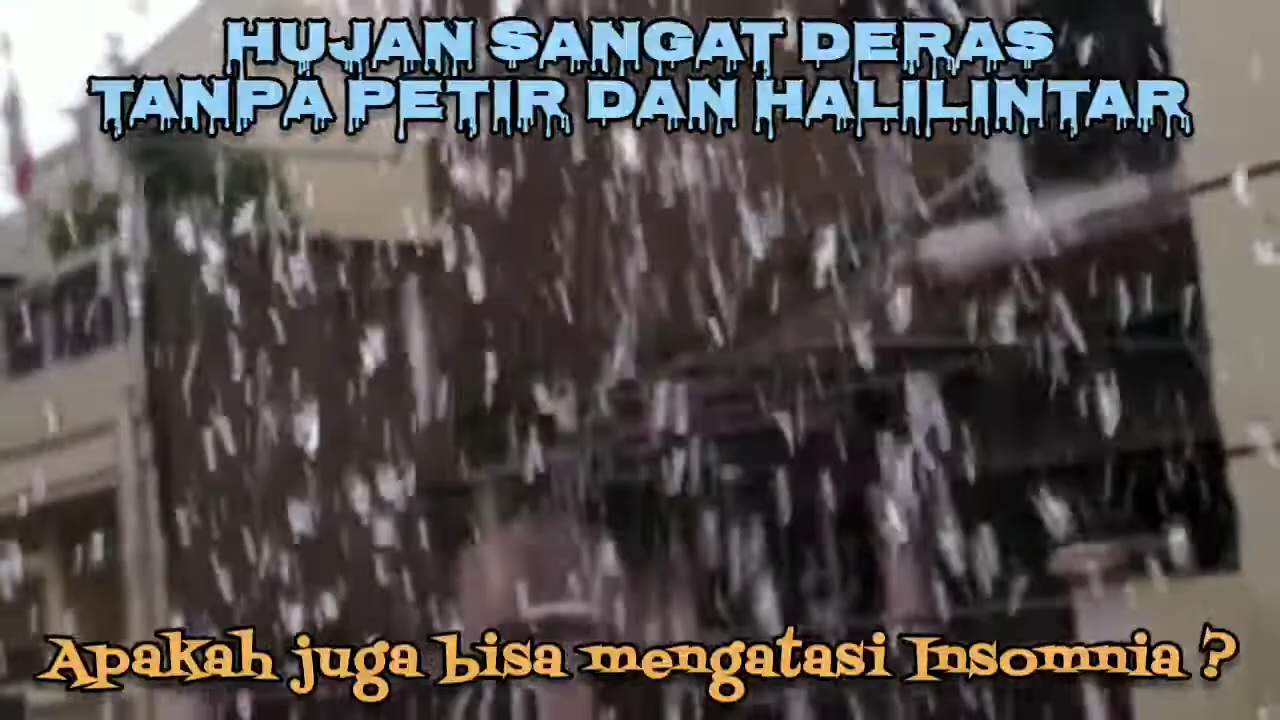 HUJAN SANGAT DERAS
TANPA PETIR DAN HALILINTAR
Apakah juga bisa mengatasi Insomnia ?